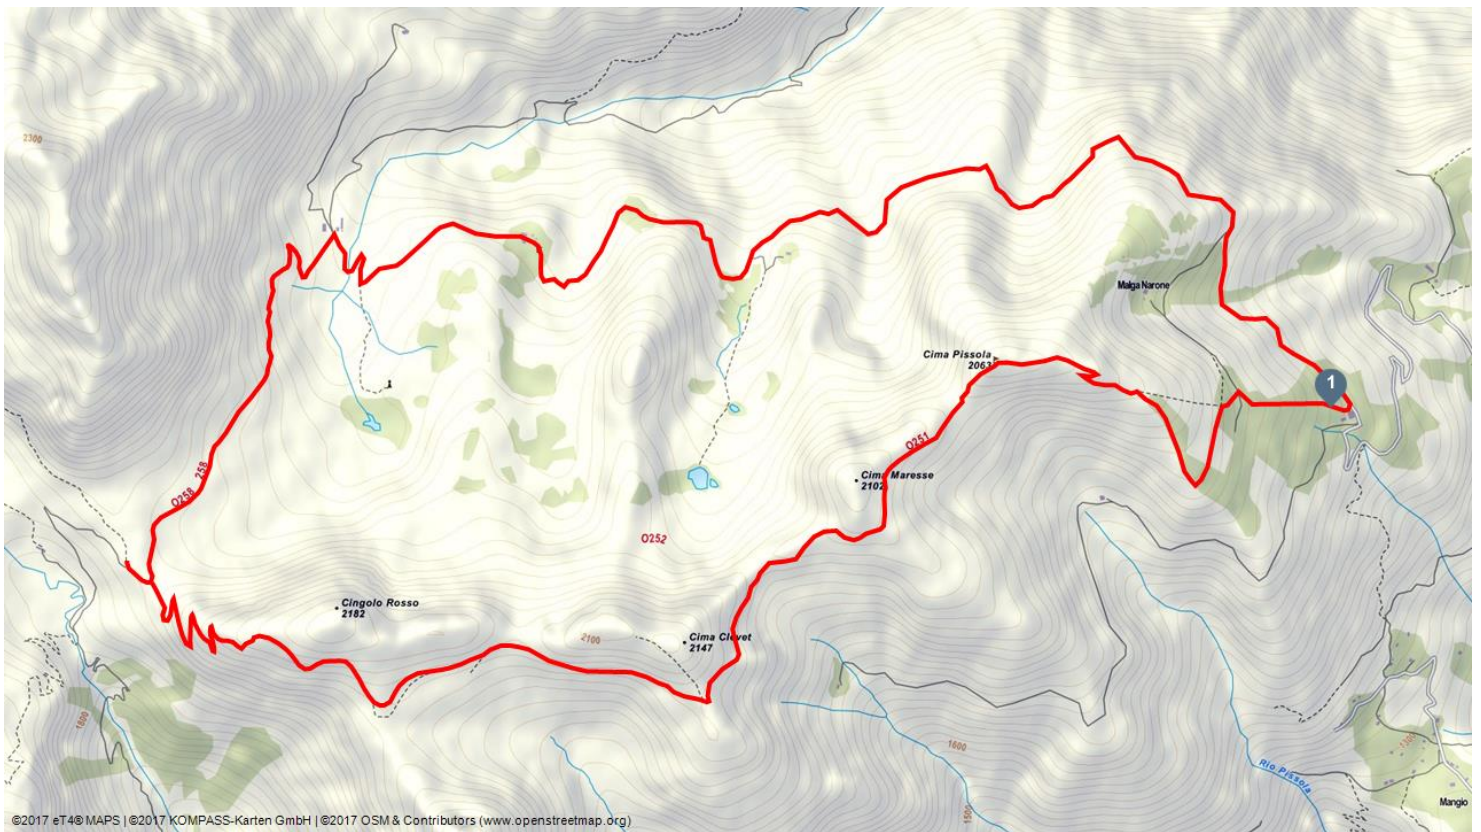 2300
Malga Narone
1
Cima Pissola
2063
O251
Cima Maresse
2102
O258 258
O252
Cingolo Rosso
2182
2100
Cima Clevet
2147
1800
1600
1300
Rio Pissola
Mangio
1500
©2017 eT4® MAPS | ©2017 KOMPASS-Karten GmbH | ©2017 OSM & Contributors (www.openstreetmap.org)